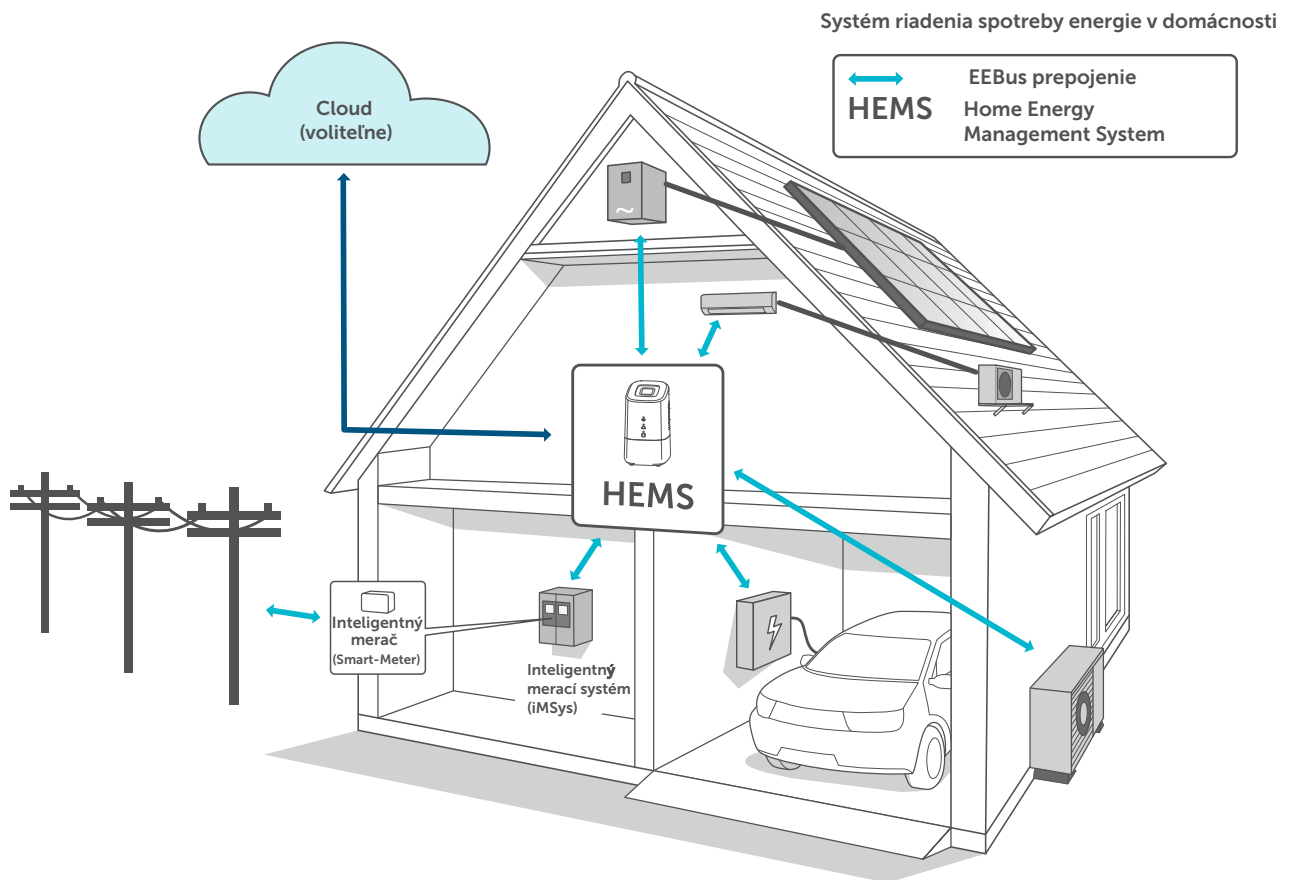 Systém riadenia spotreby energie v domácnosti
EEBus prepojenie
HEMS
Home Energy
Management System
Cloud
(voliteľne)
HEMS
Inteligentný
merač
(Smart-Meter)
Inteligentný
merací systém
(iMSys)